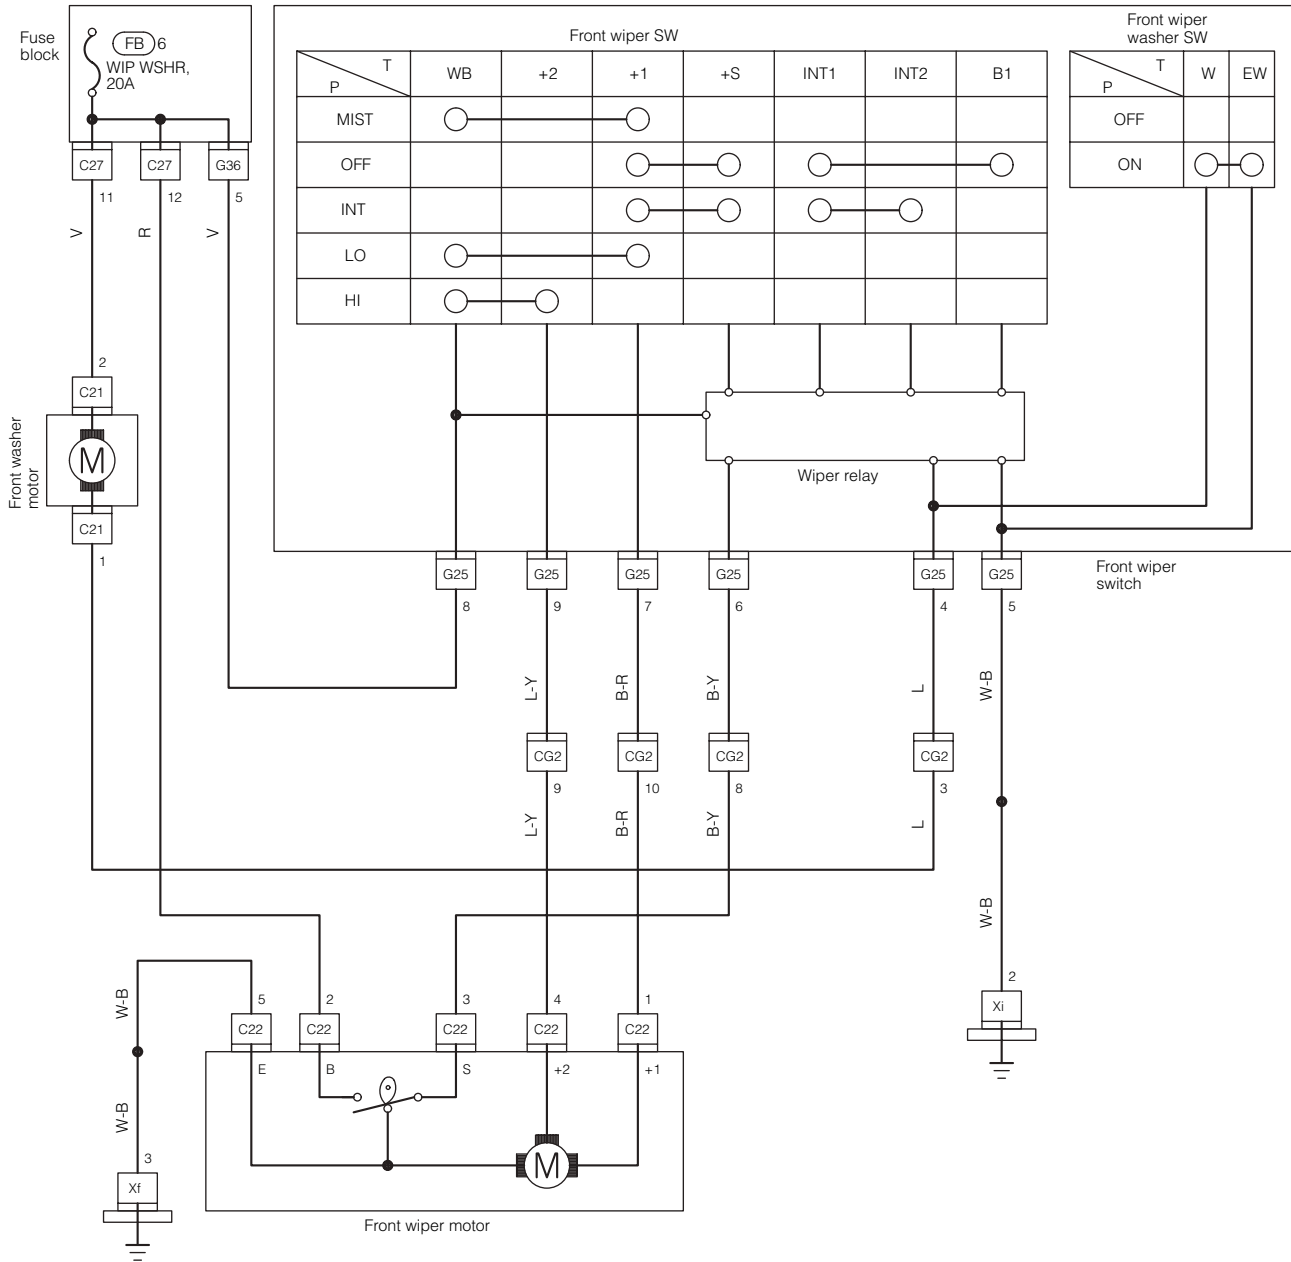 Fuse
block
FB 6
WIP WSHR,
20A
C27
C27
G36
11
12
5
V
R
V
Front wiper SW
T
P
WB
+2
+1
+S
INT1
INT2
B1
MIST
OFF
INT
LO
HI
Front wiper
washer SW
T
P
W
EW
OFF
ON
2
C21
Front washer
motor
M
C21
1
Wiper relay
Front wiper
switch
G25
G25
G25
G25
G25
G25
8
9
7
6
4
5
L-Y
B-R
B-Y
L
W-B
CG2
CG2
CG2
CG2
9
10
8
3
L-Y
B-R
B-Y
L
W-B
2
Xi
W-B
5
2
3
4
1
C22
C22
C22
C22
C22
E
B
S
+2
+1
W-B
3
Xf
M
Front wiper motor